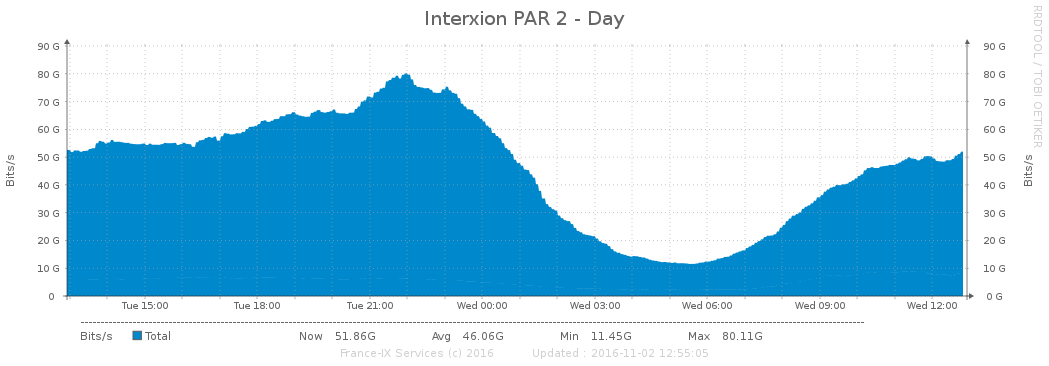 Interxion PAR 2 - Day
RRDTOOL / TOBI OETIKER
Bits/s
90 G
80 G
70 G
60 G
50 G
40 G
30 G
20 G
10 G
0
90 G
80 G
70 G
60 G
50 G
40 G
30 G
20 G
10 G
0 G
Bits/s
Tue 15:00 Tue 18:00 Tue 21:00 Wed 00:00 Wed 03:00 Wed 06:00 Wed 09:00 Wed 12:00
Bits/s Total Now 51.86G Avg 46.06G Min 11.45G Max 80.11G
France-IX Services (c) 2016 Updated : 2016-11-02 12:55:05